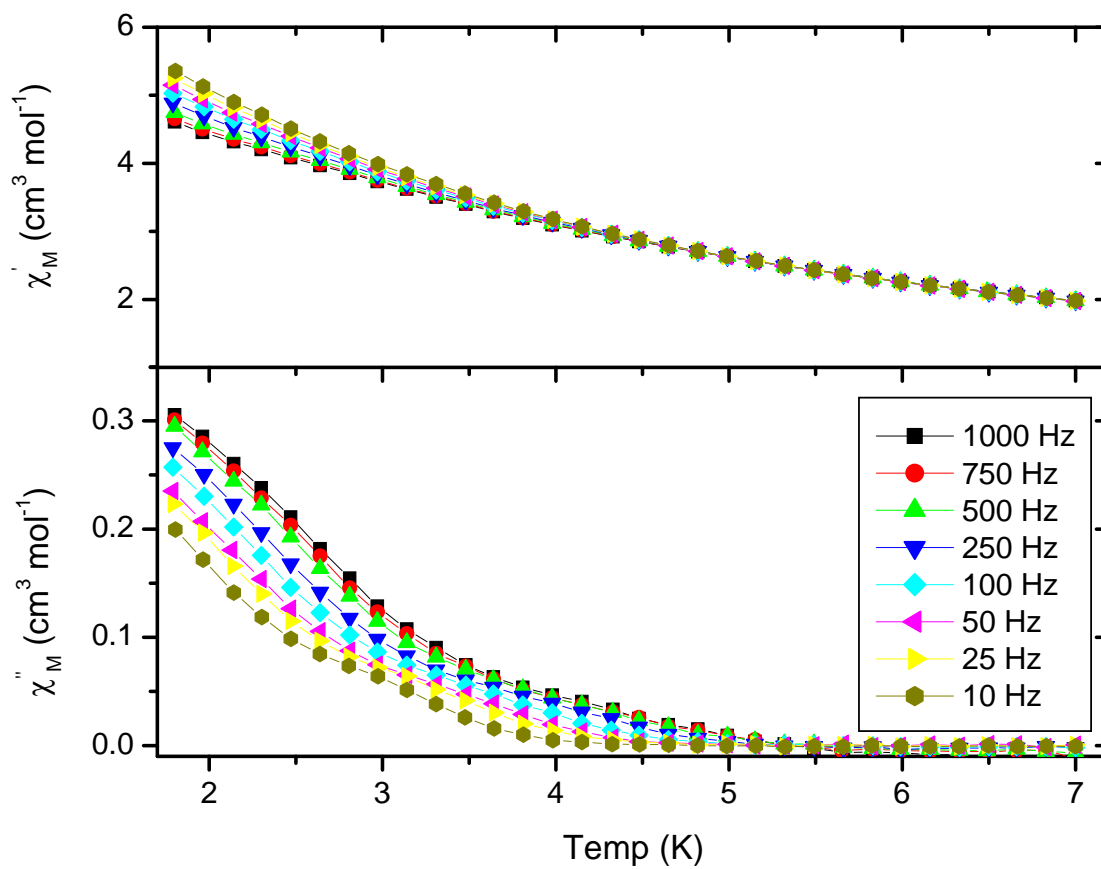 6
4
2
χ'M (cm³ mol⁻¹)
0.3
0.2
0.1
0.0
χ''M (cm³ mol⁻¹)
1000 Hz
750 Hz
500 Hz
250 Hz
100 Hz
50 Hz
25 Hz
10 Hz
2 3 4 5 6 7
Temp (K)